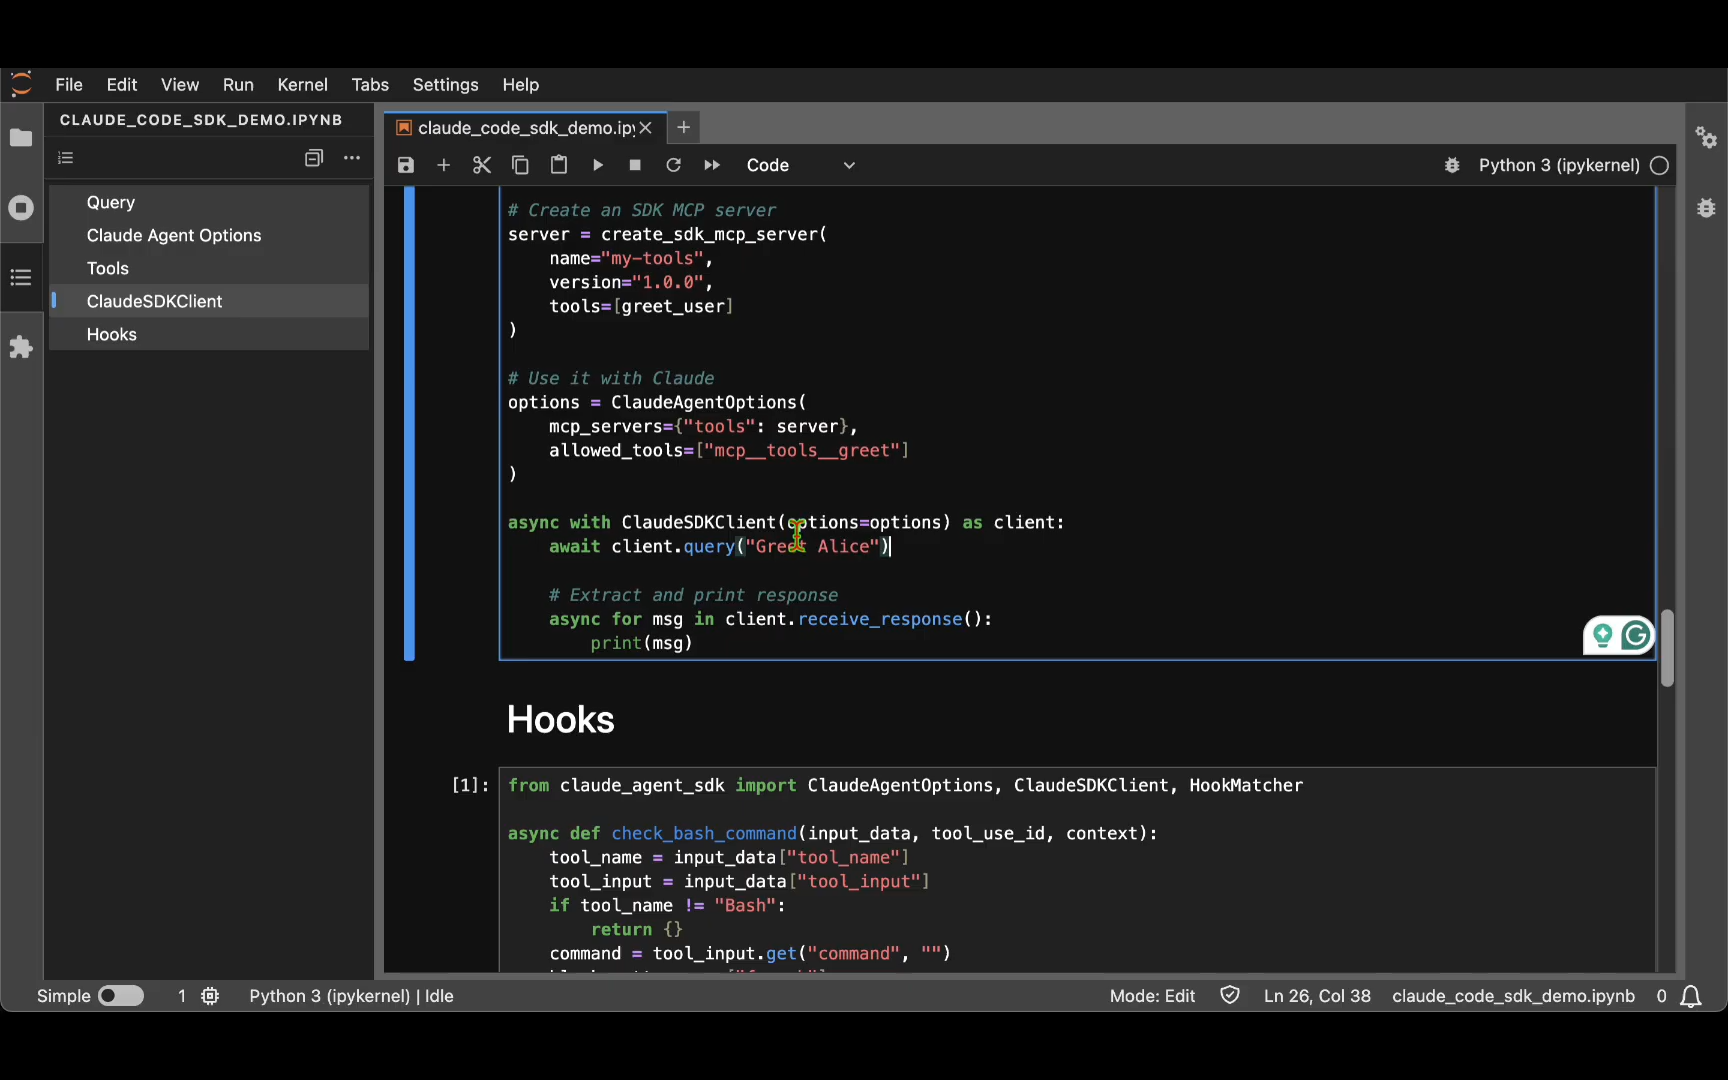 File Edit View Run Kernel Tabs Settings Help
CLAUDE_CODE_SDK_DEMO.IPYNB
Query
Claude Agent Options
Tools
ClaudeSDKClient
Hooks
claude_code_sdk_demo.ipy
Code
Python 3 (ipykernel)
# Create an SDK MCP server
server = create_sdk_mcp_server(
    name="my-tools",
    version="1.0.0",
    tools=[greet_user]
)
# Use it with Claude
options = ClaudeAgentOptions(
    mcp_servers={"tools": server},
    allowed_tools=["mcp__tools__greet"]
)
async with ClaudeSDKClient(options=options) as client:
    await client.query("Greet Alice")
    # Extract and print response
    async for msg in client.receive_response():
        print(msg)
Hooks
[1]: from claude_agent_sdk import ClaudeAgentOptions, ClaudeSDKClient, HookMatcher
async def check_bash_command(input_data, tool_use_id, context):
    tool_name = input_data["tool_name"]
    tool_input = input_data["tool_input"]
    if tool_name != "Bash":
        return {}
    command = tool_input.get("command", "")
Simple 1 Python 3 (ipykernel) | Idle Mode: Edit Ln 26, Col 38 claude_code_sdk_demo.ipynb 0